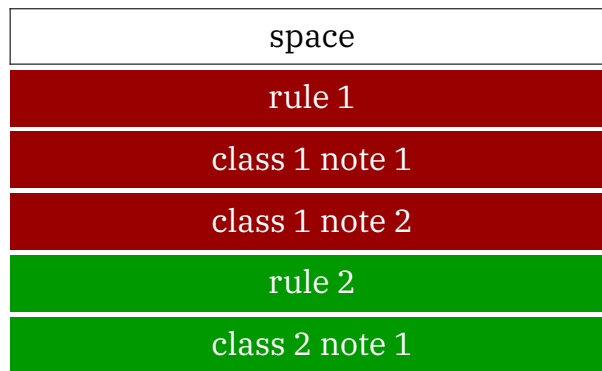 space
rule 1
class 1 note 1
class 1 note 2
rule 2
class 2 note 1